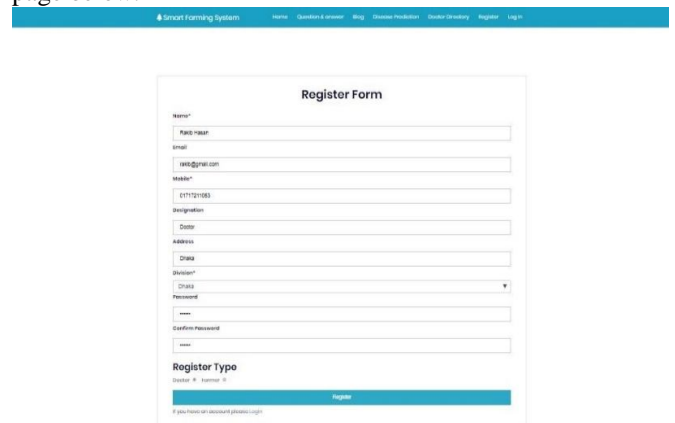 page below.
Smart Farming System Home Question & answer Blog Disease Prediction Doctor Directory Register Log in
Register Form
Name*
Rakib Hasan
Email
rakib@gmail.com
Mobile*
01717211063
Designation
Doctor
Address
Dhaka
Division*
Dhaka
Password
•••••
Confirm Password
•••••
Register Type
Doctor Farmer
Register
If you have an account please Login